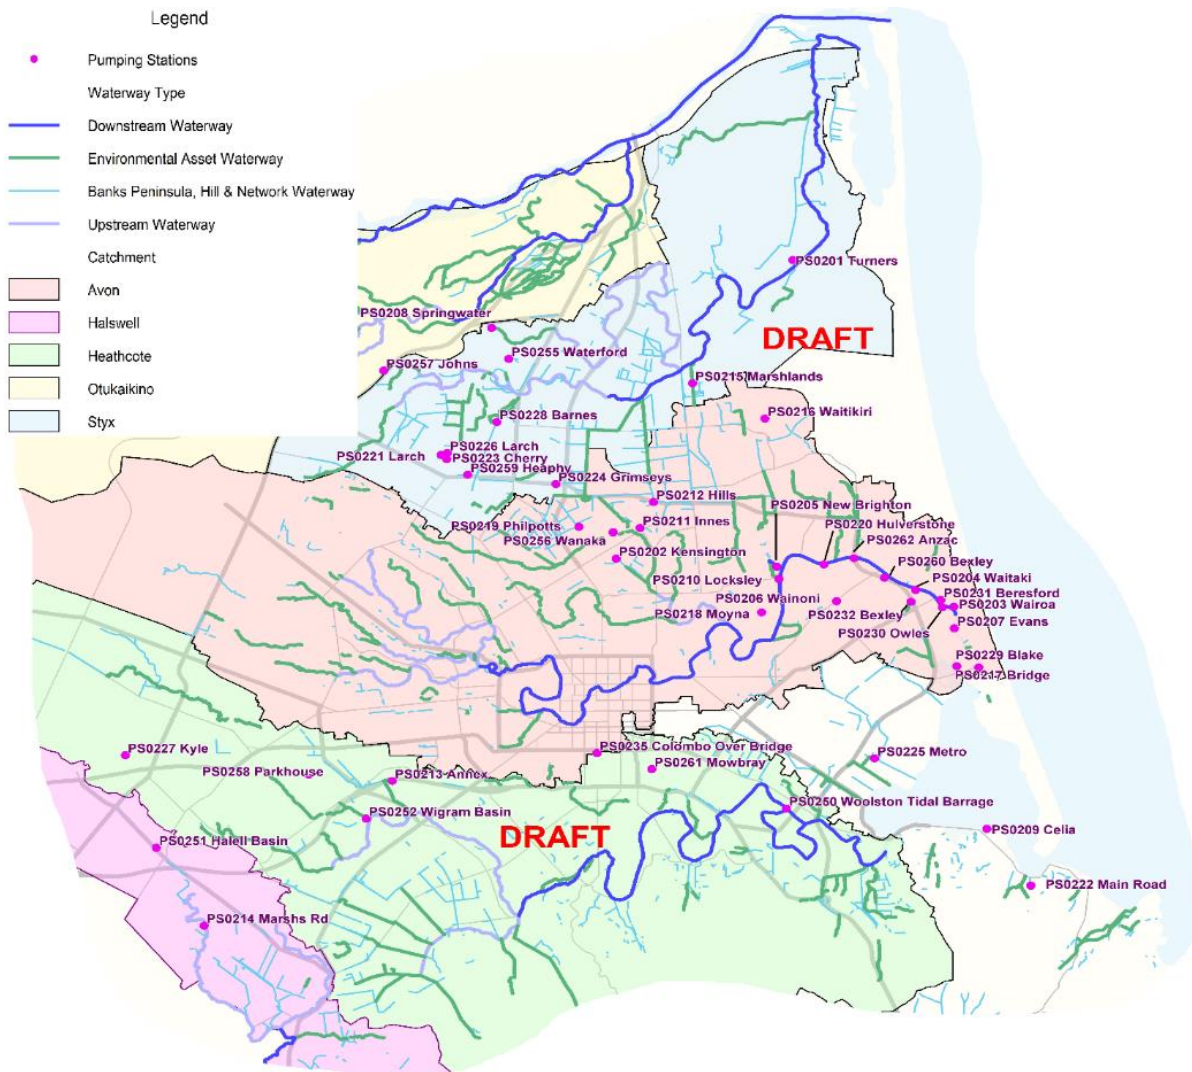 Legend
Pumping Stations
Waterway Type
Downstream Waterway
Environmental Asset Waterway
Banks Peninsula, Hill & Network Waterway
Upstream Waterway
Catchment
Avon
Halswell
Heathcote
Otukaikino
Styx
PS0201 Turners
PS0208 Springwater
DRAFT
PS0255 Waterford
PS0257 Johns
PS0215 Marshlands
PS0228 Barnes
PS0216 Waitikiri
PS0226 Larch
PS0221 Larch
PS0223 Cherry
PS0259 Heaphy
PS0224 Grimseys
PS0212 Hills
PS0205 New Brighton
PS0219 Philpotts
PS0211 Innes
PS0220 Hulverstone
PS0256 Wanaka
PS0262 Anzac
PS0202 Kensington
PS0260 Bexley
PS0210 Locksley
PS0204 Waitaki
PS0206 Wainoni
PS0231 Beresford
PS0218 Moyna
PS0232 Bexley
PS0203 Wairoa
PS0207 Evans
PS0230 Owles
PS0229 Blake
PS0217 Bridge
PS0227 Kyle
PS0235 Colombo Over Bridge
PS0225 Metro
PS0258 Parkhouse
PS0213 Annex
PS0261 Mowbray
PS0252 Wigram Basin
PS0250 Woolston Tidal Barrage
DRAFT
PS0209 Celia
PS0251 Halell Basin
PS0222 Main Road
PS0214 Marshs Rd